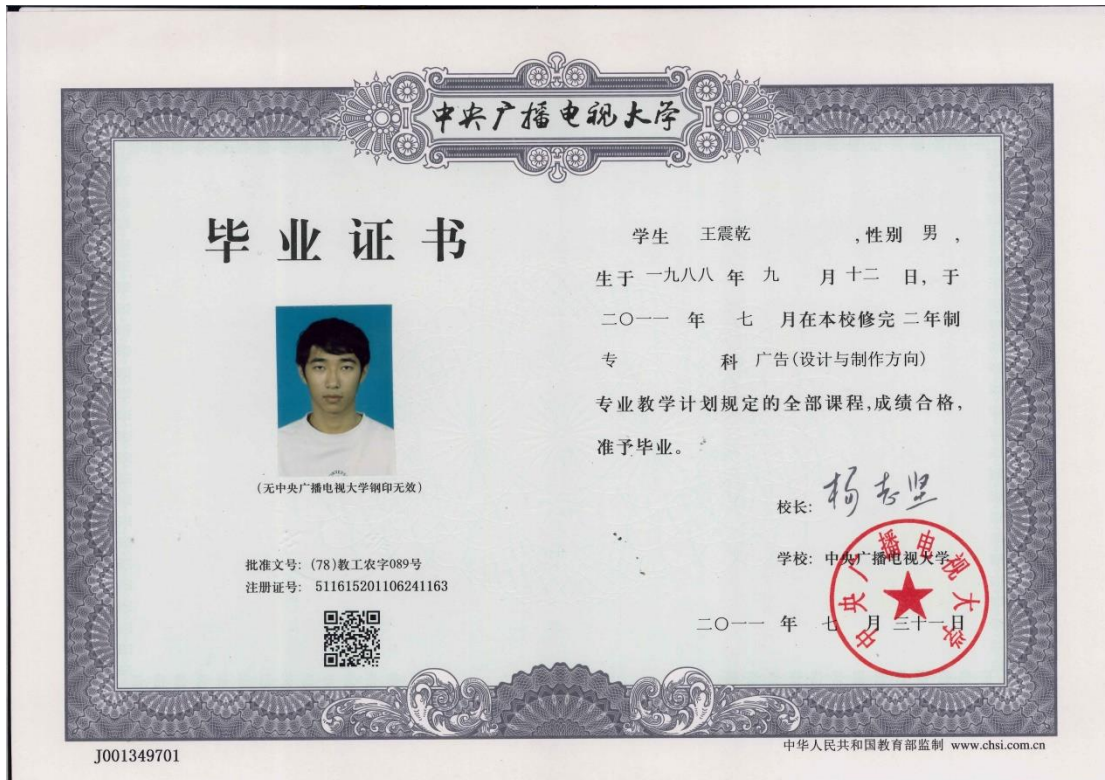 中央广播电视大学
毕业证书
(无中央广播电视大学钢印无效)
批准文号: (78)教工农字089号
注册证号: 511615201106241163
学生 王震乾 ,性别 男 ,
生于 一九八八 年 九 月 十二 日, 于
二〇一一 年 七 月在本校修完 二年制
专 科 广告(设计与制作方向)
专业教学计划规定的全部课程,成绩合格,
准予毕业。
校长: 杨志坚
学校: 中央广播电视大学
二〇一一 年 七 月 三十一日
中央广播电视大学
J001349701
中华人民共和国教育部监制 www.chsi.com.cn